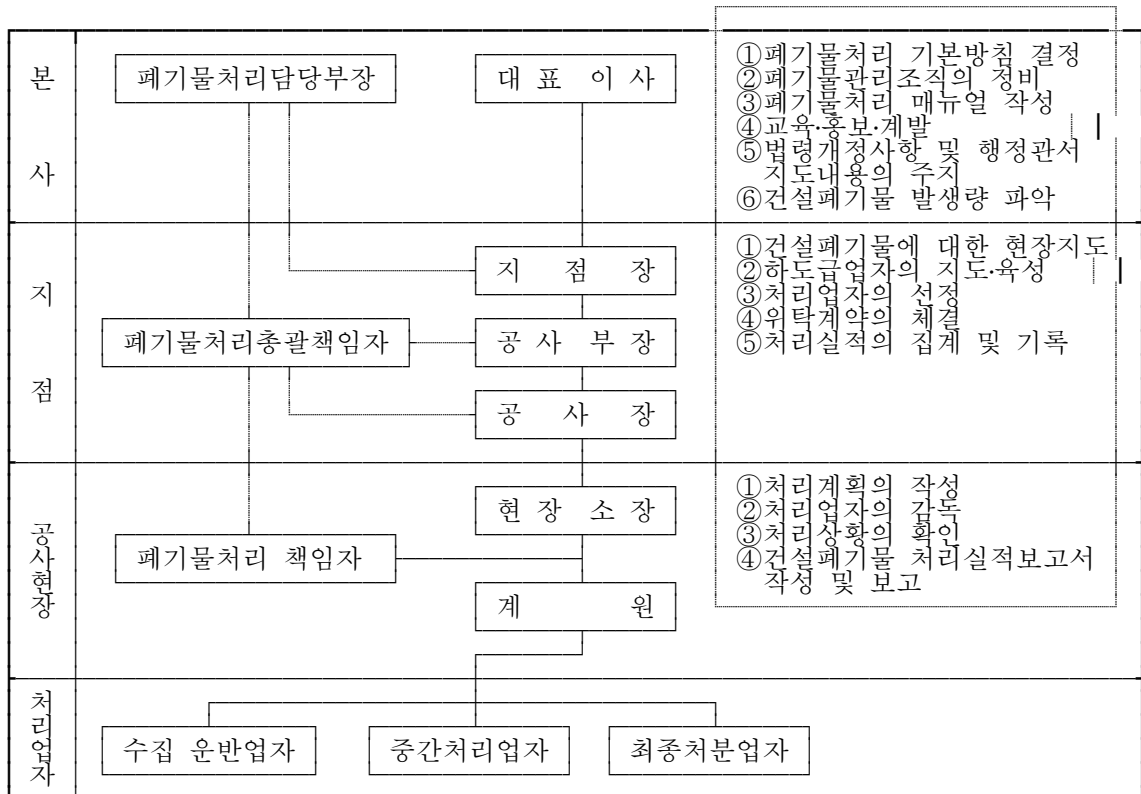 본
사
폐기물처리담당부장
대 표 이 사
①폐기물처리 기본방침 결정
②폐기물관리조직의 정비
③폐기물처리 매뉴얼 작성
④교육·홍보·계발
⑤법령개정사항 및 행정관서
지도내용의 주지
⑥건설폐기물 발생량 파악
지
점
지 점 장
폐기물처리총괄책임자
공 사 부 장
공 사 장
①건설폐기물에 대한 현장지도
②하도급업자의 지도·육성
③처리업자의 선정
④위탁계약의 체결
⑤처리실적의 집계 및 기록
공
사
현
장
현 장 소 장
폐기물처리 책임자
계 원
①처리계획의 작성
②처리업자의 감독
③처리상황의 확인
④건설폐기물 처리실적보고서
작성 및 보고
처
리
업
자
수집 운반업자
중간처리업자
최종처분업자